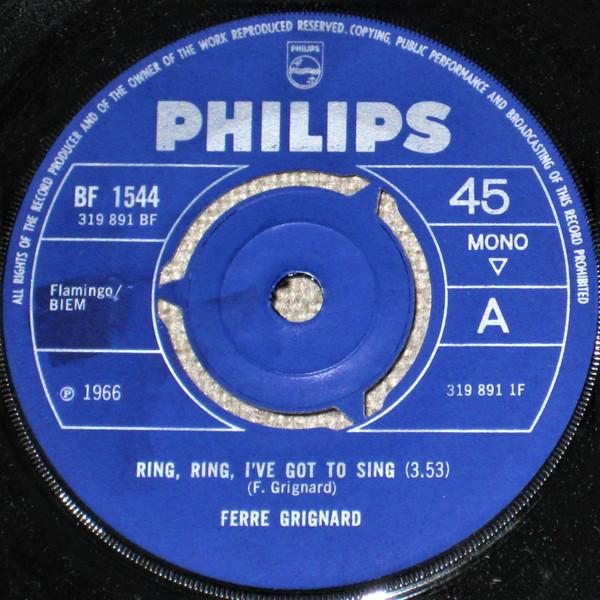 ALL RIGHTS OF THE RECORD PRODUCER AND OF THE OWNER OF THE WORK REPRODUCED RESERVED. COPYING, PUBLIC PERFORMANCE AND BROADCASTING OF THIS RECORD PROHIBITED
PHILIPS
PHILIPS
BF 1544
319 891 BF
45
MONO
Flamingo/
BIEM
A
℗ 1966
319 891 1F
RING, RING, I'VE GOT TO SING (3.53)
(F. Grignard)
FERRE GRIGNARD